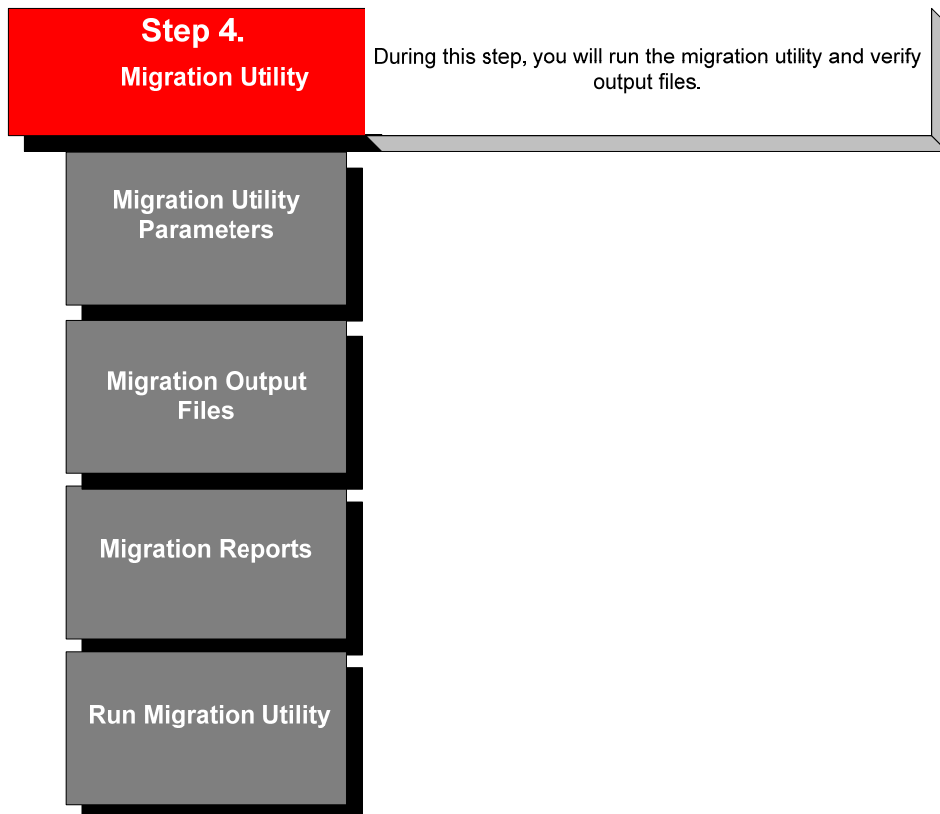 Step 4.
Migration Utility
During this step, you will run the migration utility and verify
output files.
Migration Utility
Parameters
Migration Output
Files
Migration Reports
Run Migration Utility